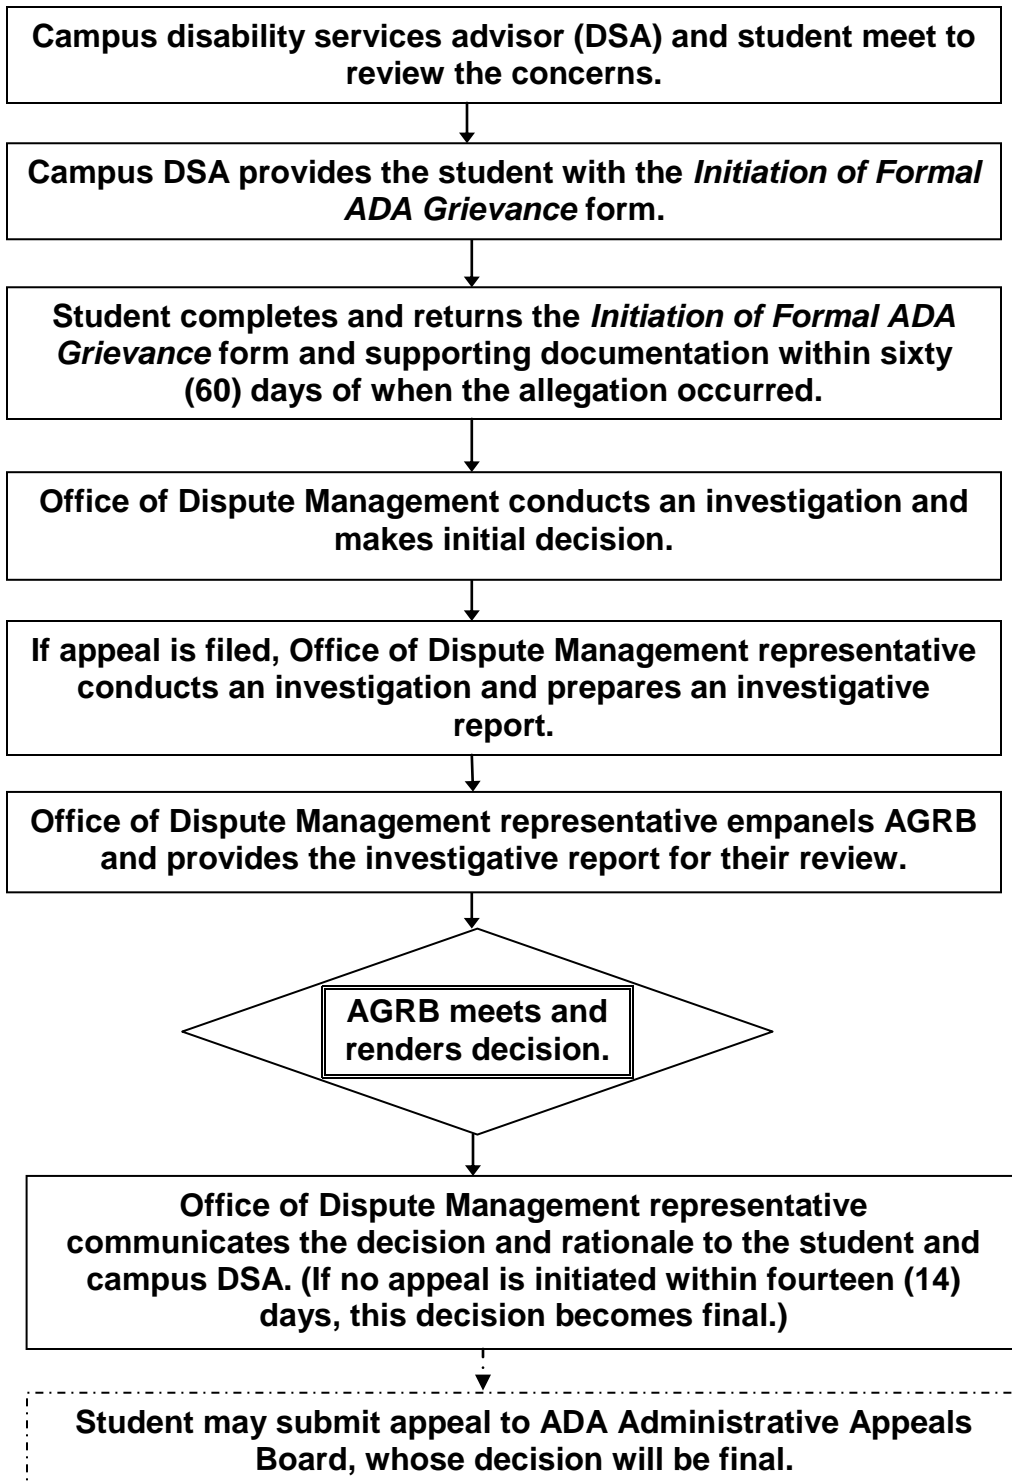 Campus disability services advisor (DSA) and student meet to
review the concerns.
Campus DSA provides the student with the Initiation of Formal
ADA Grievance form.
Student completes and returns the Initiation of Formal ADA
Grievance form and supporting documentation within sixty
(60) days of when the allegation occurred.
Office of Dispute Management conducts an investigation and
makes initial decision.
If appeal is filed, Office of Dispute Management representative
conducts an investigation and prepares an investigative
report.
Office of Dispute Management representative empanels AGRB
and provides the investigative report for their review.
AGRB meets and
renders decision.
Office of Dispute Management representative
communicates the decision and rationale to the student and
campus DSA. (If no appeal is initiated within fourteen (14)
days, this decision becomes final.)
Student may submit appeal to ADA Administrative Appeals
Board, whose decision will be final.